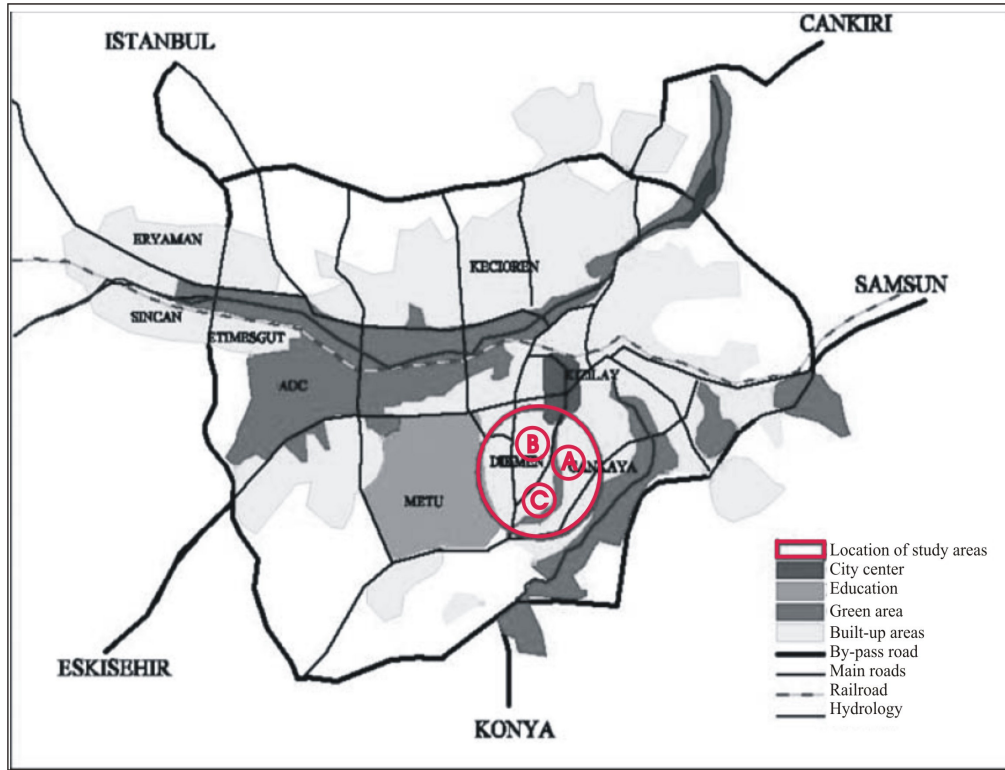 ISTANBUL
CANKIRI
ERYAMAN
KECIOREN
SAMSUN
SINCAN
ETIMESGUT
KIZILAY
AOC
B
A
DIKMEN
CANKAYA
C
METU
ESKISEHIR
KONYA
Location of study areas
City center
Education
Green area
Built-up areas
By-pass road
Main roads
Railroad
Hydrology